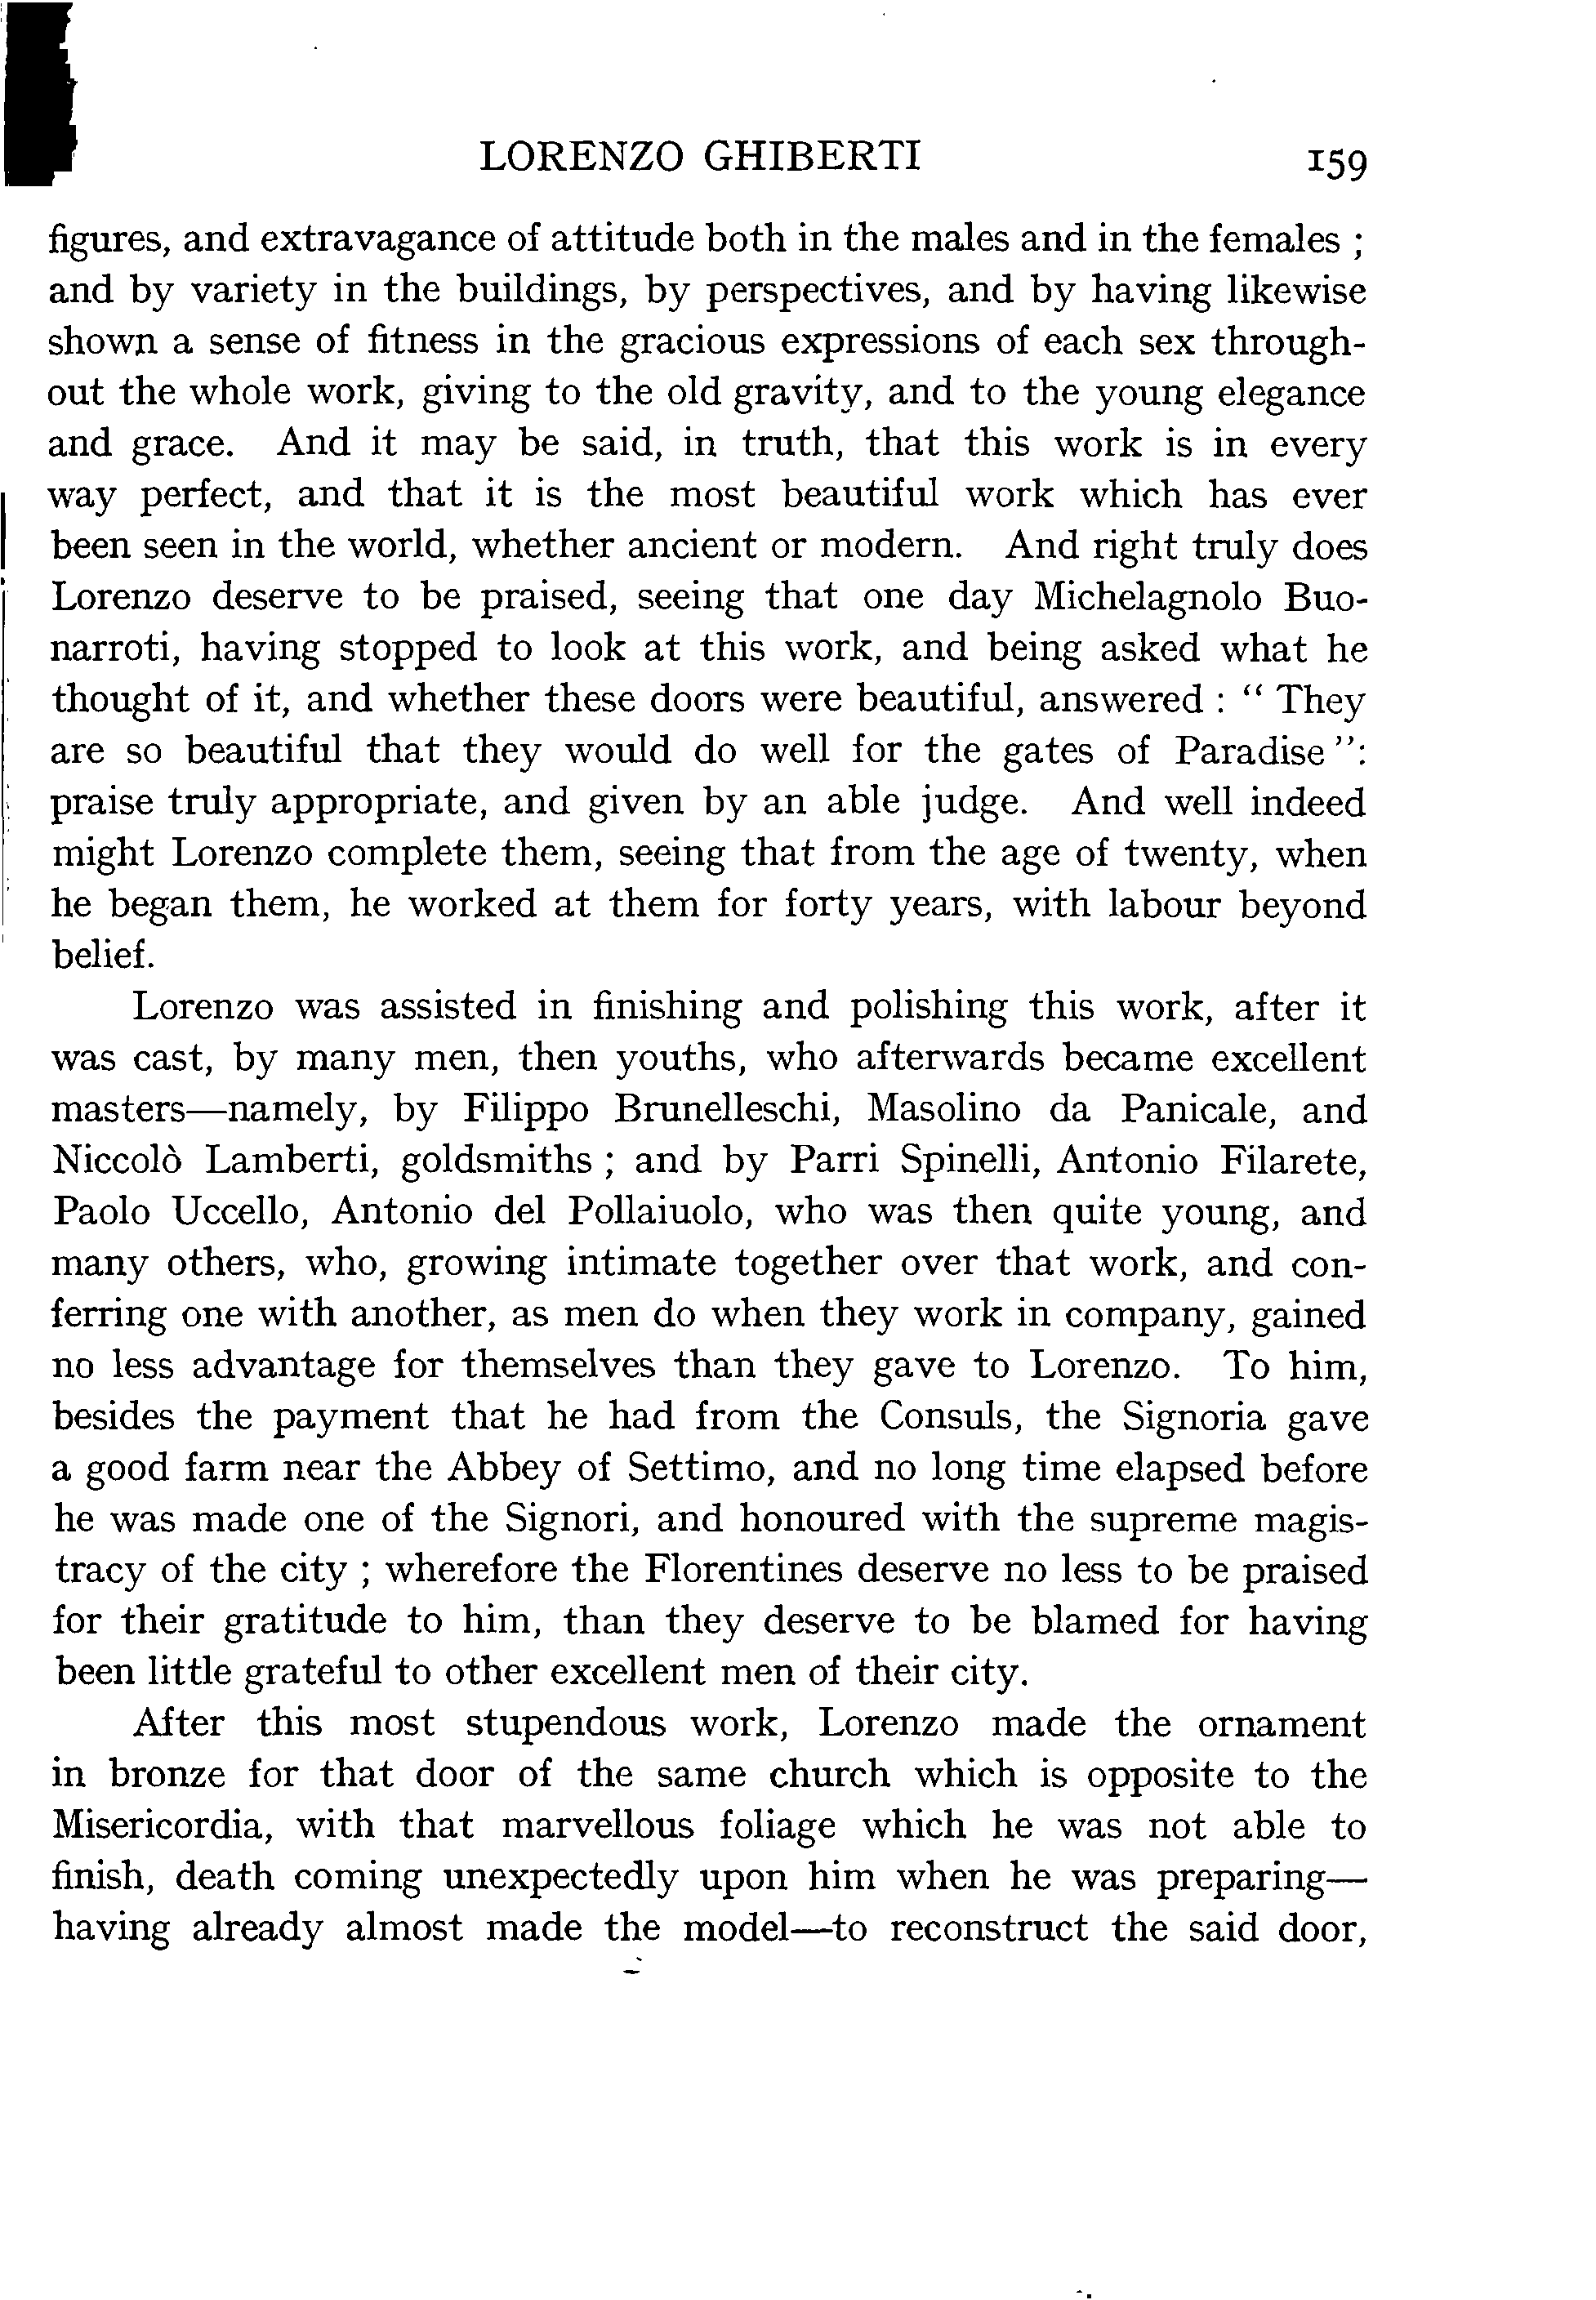 LORENZO GHIBERTI 159
figures, and extravagance of attitude both in the males and in the females ;
and by variety in the buildings, by perspectives, and by having likewise
shown a sense of fitness in the gracious expressions of each sex through-
out the whole work, giving to the old gravity, and to the young elegance
and grace. And it may be said, in truth, that this work is in every
way perfect, and that it is the most beautiful work which has ever
been seen in the world, whether ancient or modern. And right truly does
Lorenzo deserve to be praised, seeing that one day Michelagnolo Buo-
narroti, having stopped to look at this work, and being asked what he
thought of it, and whether these doors were beautiful, answered : “ They
are so beautiful that they would do well for the gates of Paradise ”:
praise truly appropriate, and given by an able judge. And well indeed
might Lorenzo complete them, seeing that from the age of twenty, when
he began them, he worked at them for forty years, with labour beyond
belief.
Lorenzo was assisted in finishing and polishing this work, after it
was cast, by many men, then youths, who afterwards became excellent
masters—namely, by Filippo Brunelleschi, Masolino da Panicale, and
Niccolò Lamberti, goldsmiths ; and by Parri Spinelli, Antonio Filarete,
Paolo Uccello, Antonio del Pollaiuolo, who was then quite young, and
many others, who, growing intimate together over that work, and con-
ferring one with another, as men do when they work in company, gained
no less advantage for themselves than they gave to Lorenzo. To him,
besides the payment that he had from the Consuls, the Signoria gave
a good farm near the Abbey of Settimo, and no long time elapsed before
he was made one of the Signori, and honoured with the supreme magis-
tracy of the city ; wherefore the Florentines deserve no less to be praised
for their gratitude to him, than they deserve to be blamed for having
been little grateful to other excellent men of their city.
After this most stupendous work, Lorenzo made the ornament
in bronze for that door of the same church which is opposite to the
Misericordia, with that marvellous foliage which he was not able to
finish, death coming unexpectedly upon him when he was preparing—
having already almost made the model—to reconstruct the said door,